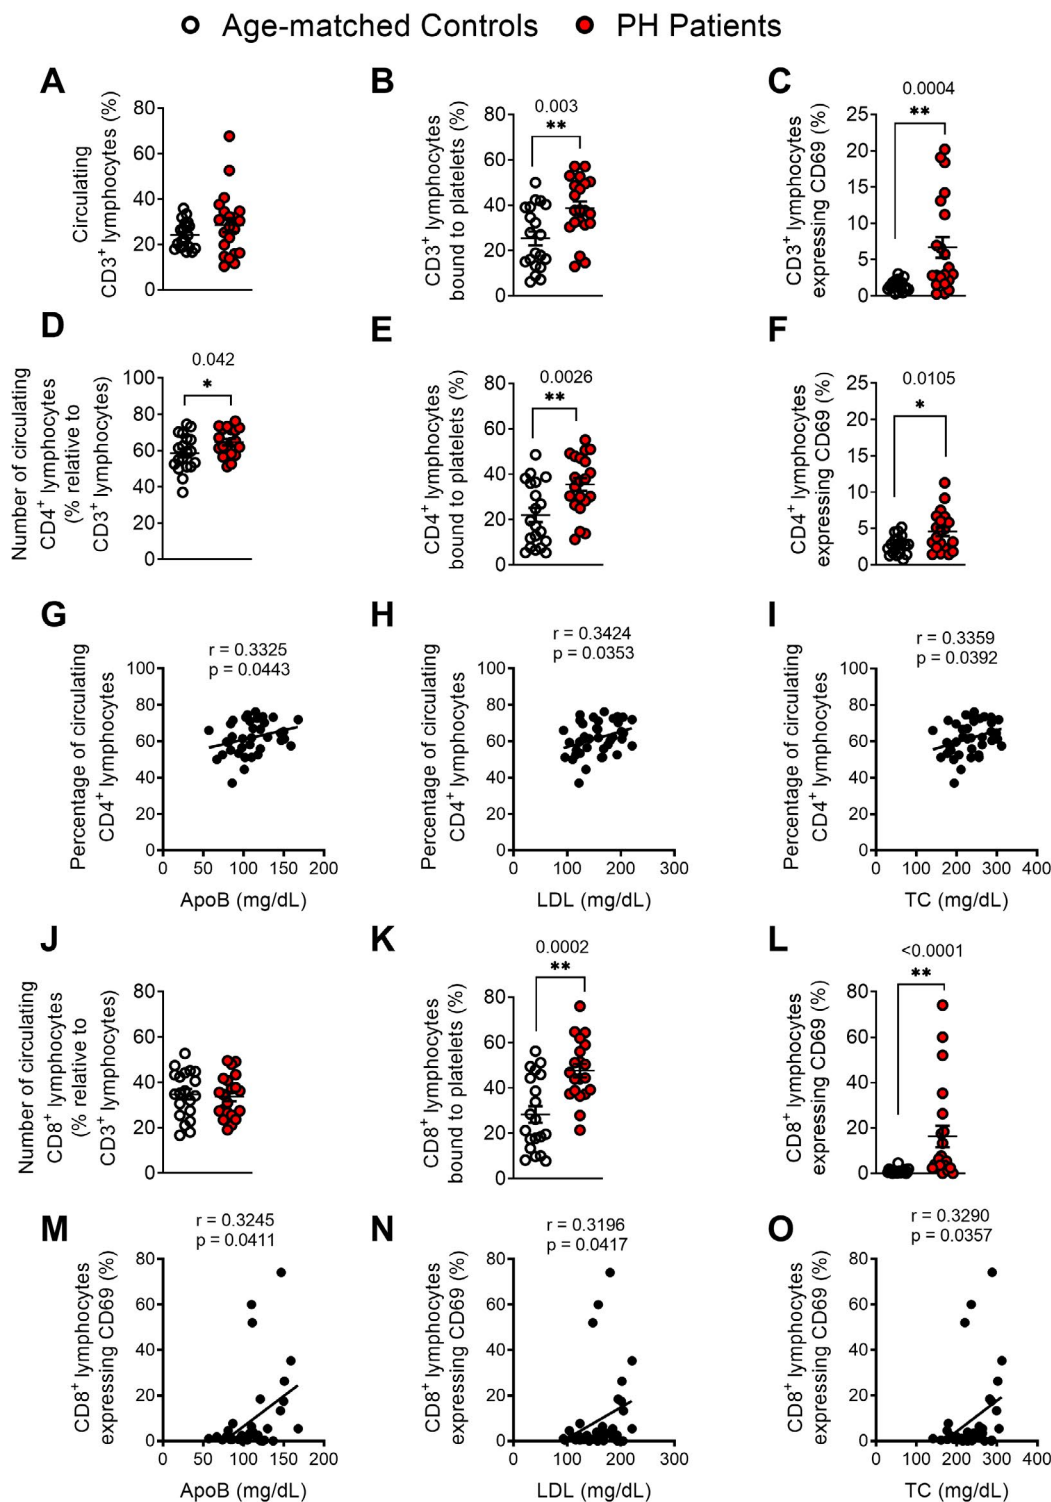 Age-matched Controls PH Patients
A
Circulating
CD3+ lymphocytes (%)
80
60
40
20
0
B
CD3+ lymphocytes
bound to platelets (%)
0.003
**
80
60
40
20
0
C
CD3+ lymphocytes
expressing CD69 (%)
0.0004
**
25
20
15
10
5
0
D
Number of circulating
CD4+ lymphocytes
(% relative to
CD3+ lymphocytes)
0.042
*
100
80
60
40
20
0
E
CD4+ lymphocytes
bound to platelets (%)
0.0026
**
80
60
40
20
0
F
CD4+ lymphocytes
expressing CD69 (%)
0.0105
*
25
20
15
10
5
0
G
Percentage of circulating
CD4+ lymphocytes
r = 0.3325
p = 0.0443
100
80
60
40
20
0
0 50 100 150 200
ApoB (mg/dL)
H
Percentage of circulating
CD4+ lymphocytes
r = 0.3424
p = 0.0353
100
80
60
40
20
0
0 100 200 300
LDL (mg/dL)
I
Percentage of circulating
CD4+ lymphocytes
r = 0.3359
p = 0.0392
100
80
60
40
20
0
0 100 200 300 400
TC (mg/dL)
J
Number of circulating
CD8+ lymphocytes
(% relative to
CD3+ lymphocytes)
80
60
40
20
0
K
CD8+ lymphocytes
bound to platelets (%)
0.0002
**
80
60
40
20
0
L
CD8+ lymphocytes
expressing CD69 (%)
<0.0001
**
80
60
40
20
0
M
CD8+ lymphocytes
expressing CD69 (%)
r = 0.3245
p = 0.0411
80
60
40
20
0
0 50 100 150 200
ApoB (mg/dL)
N
CD8+ lymphocytes
expressing CD69 (%)
r = 0.3196
p = 0.0417
80
60
40
20
0
0 100 200 300
LDL (mg/dL)
O
CD8+ lymphocytes
expressing CD69 (%)
r = 0.3290
p = 0.0357
80
60
40
20
0
0 100 200 300 400
TC (mg/dL)